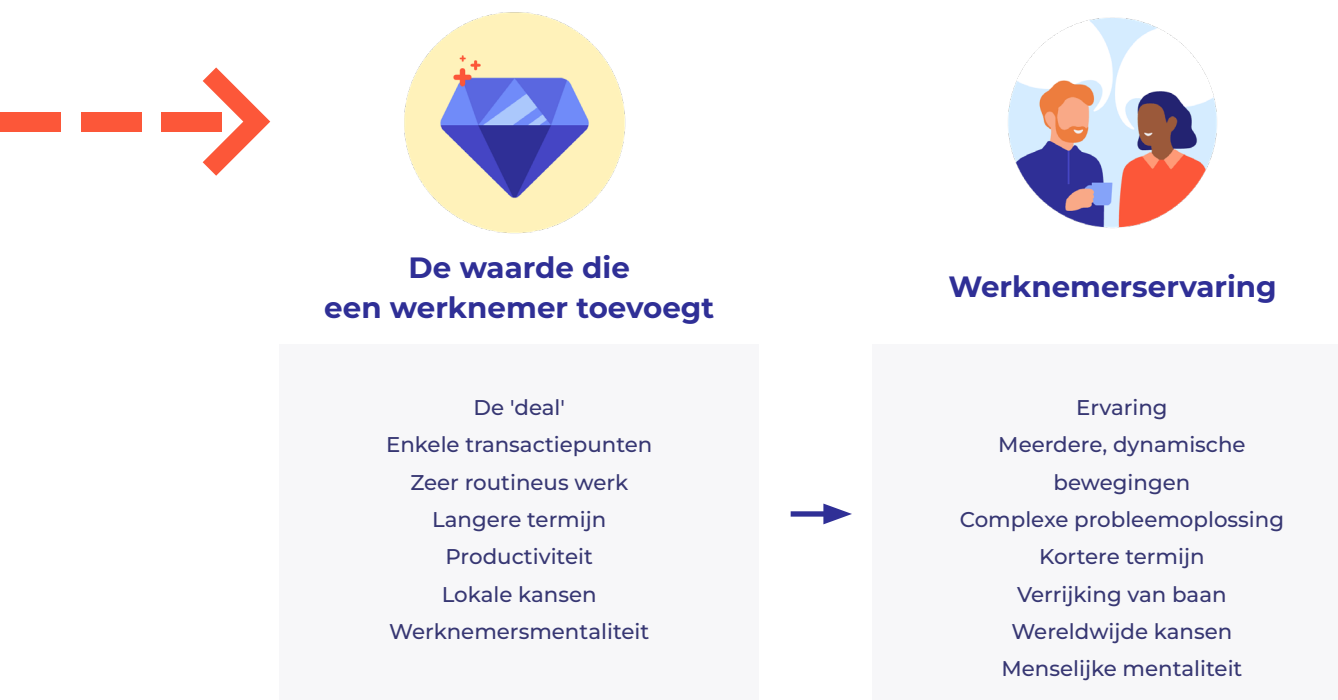 De waarde die
een werknemer toevoegt
De 'deal'
Enkele transactiepunten
Zeer routineus werk
Langere termijn
Productiviteit
Lokale kansen
Werknemersmentaliteit
Werknemerservaring
Ervaring
Meerdere, dynamische
bewegingen
Complexe probleemoplossing
Kortere termijn
Verrijking van baan
Wereldwijde kansen
Menselijke mentaliteit